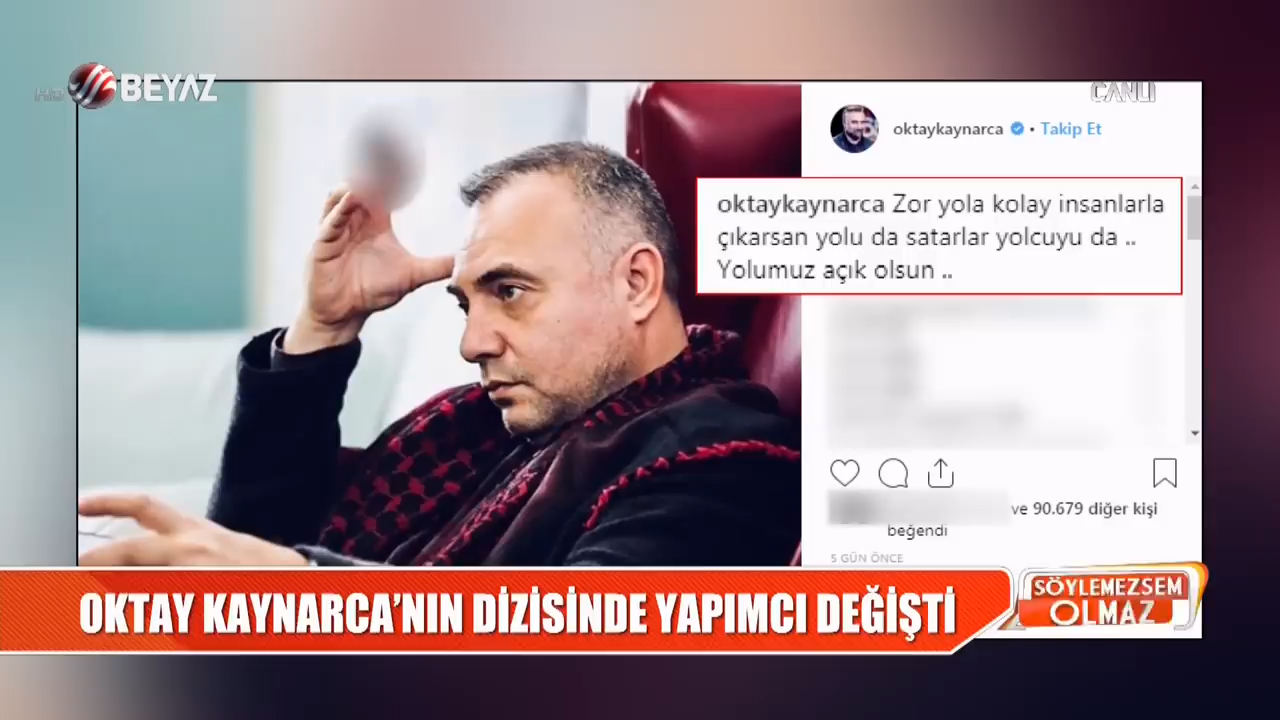 HD BEYAZ
CANLI
oktaykaynarca • Takip Et
oktaykaynarca Zor yola kolay insanlarla
çıkarsan yolu da satarlar yolcuyu da ..
Yolumuz açık olsun ..
ve 90.679 diğer kişi
beğendi
5 GÜN ÖNCE
OKTAY KAYNARCA'NIN DİZİSİNDE YAPIMCI DEĞİŞTİ
SÖYLEMEZSEM
OLMAZ